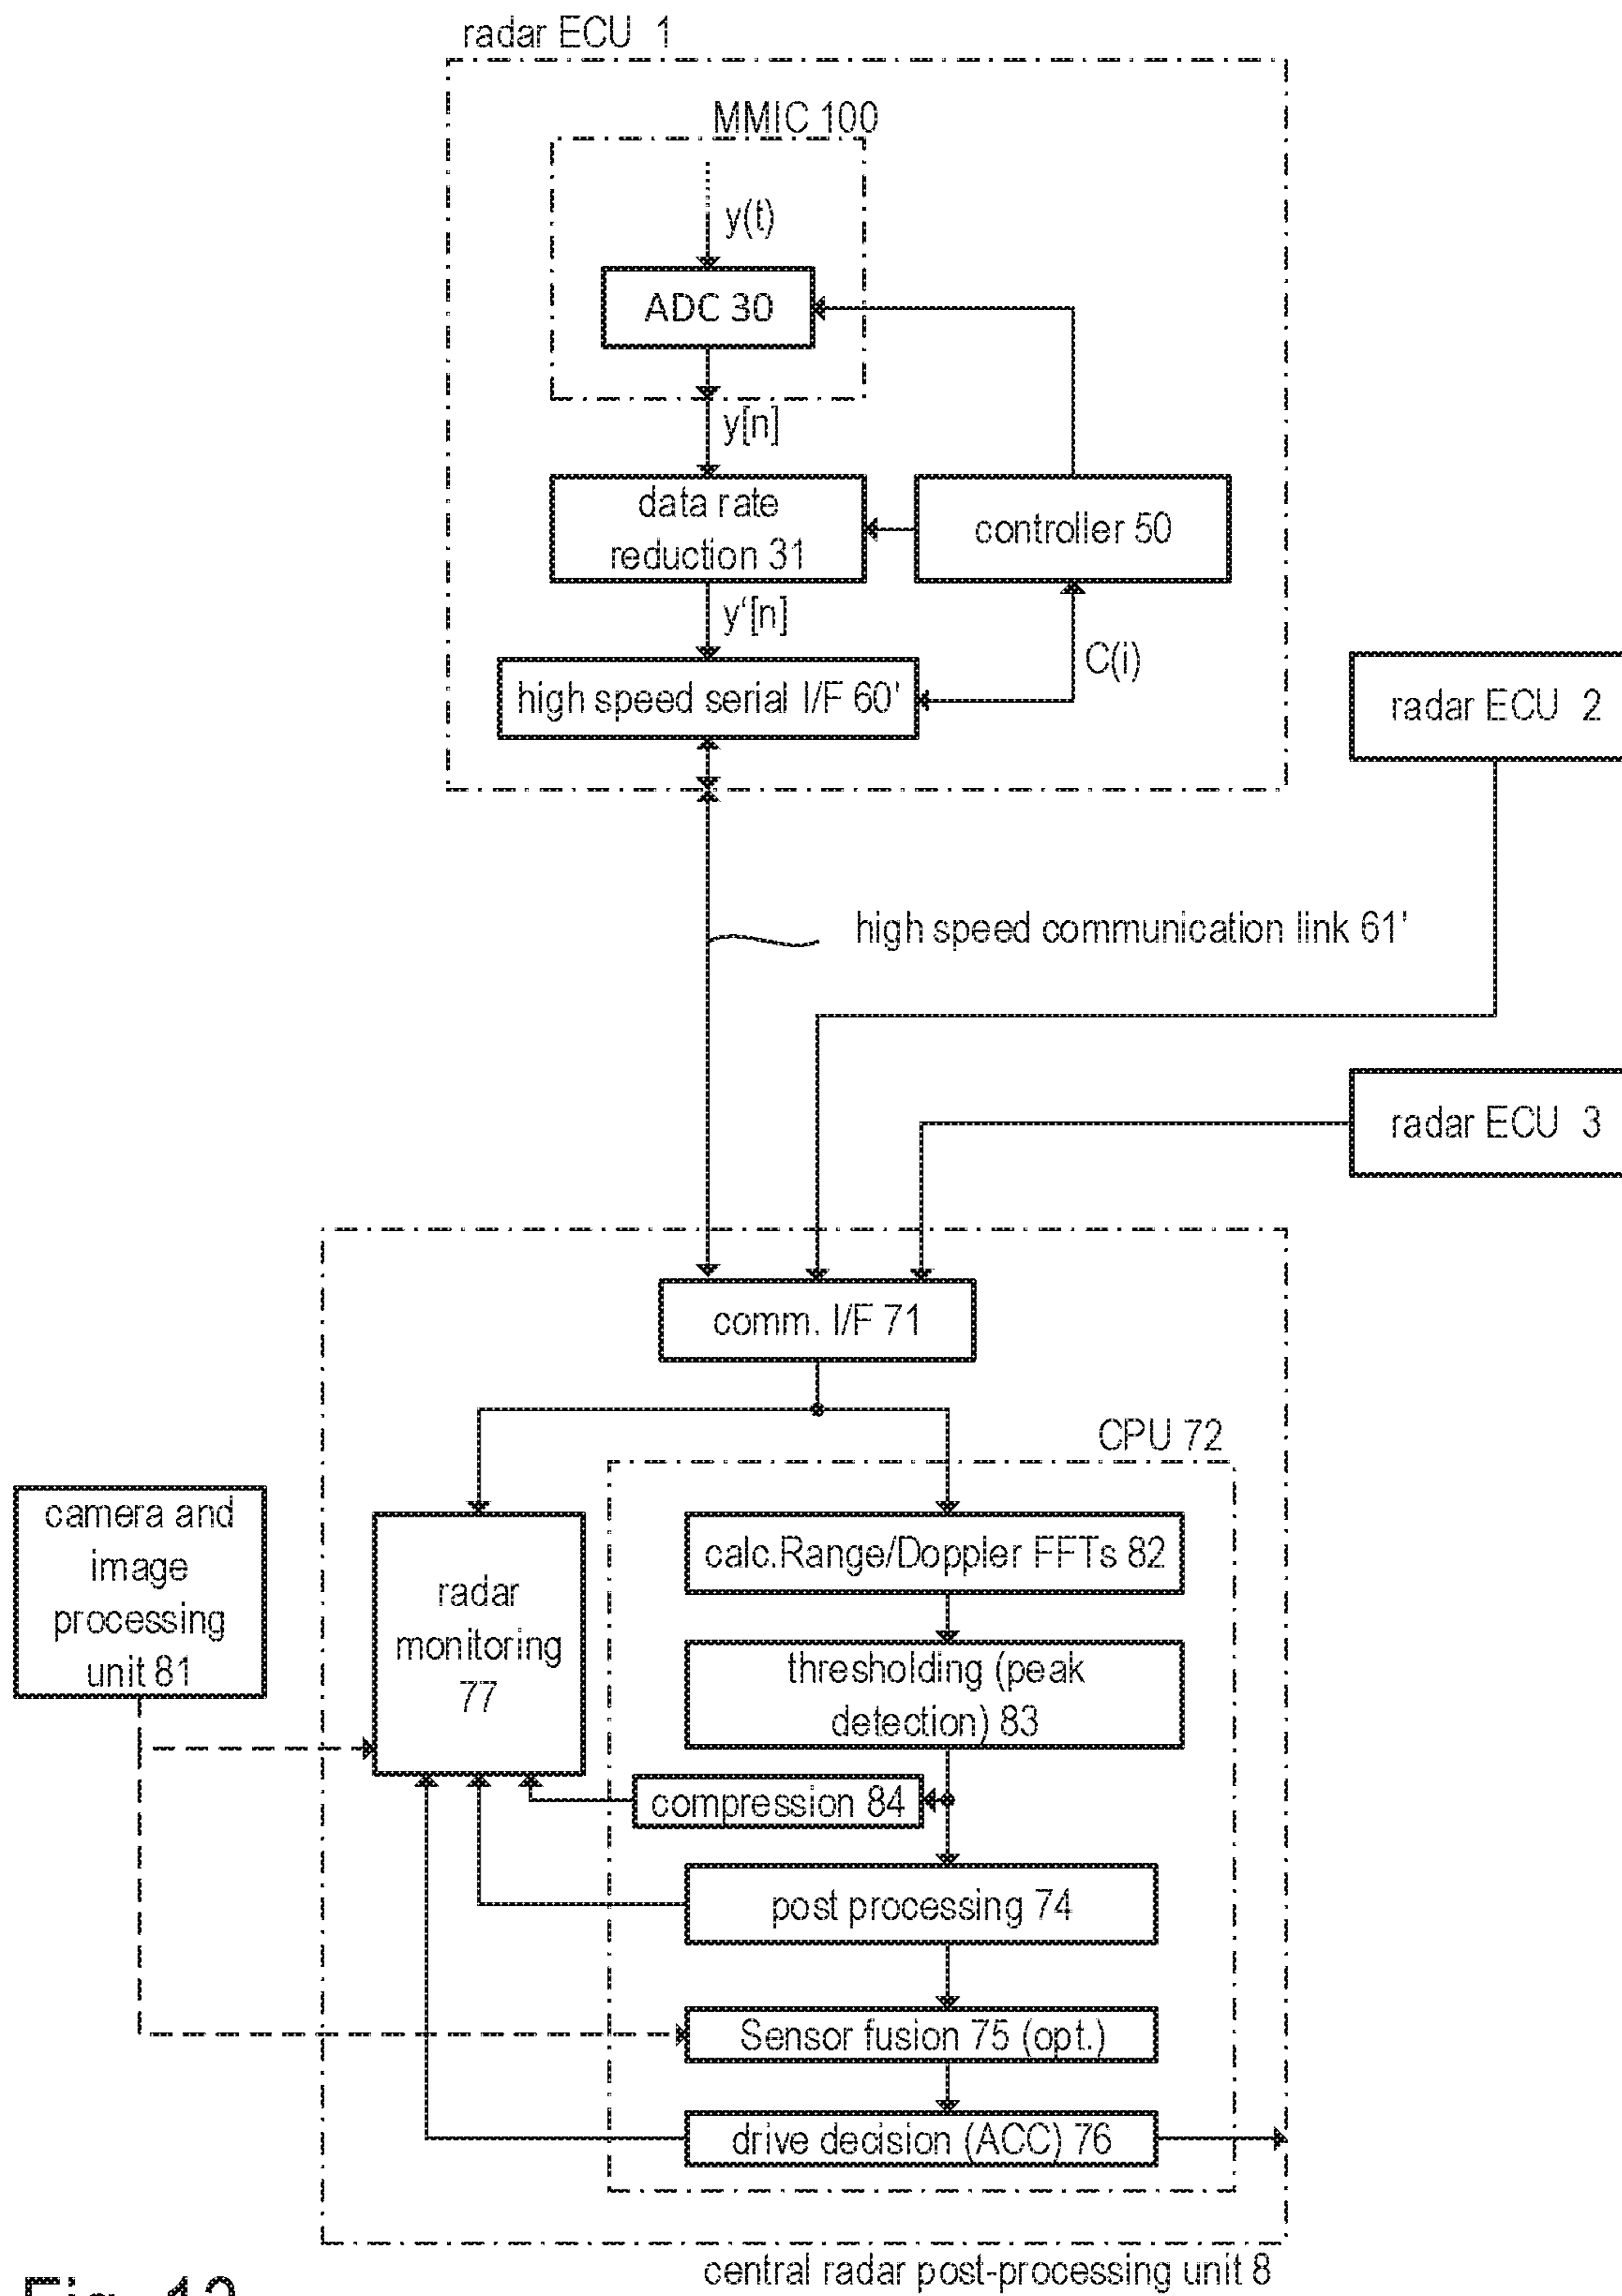 radar ECU 1
MMIC 100
y(t)
ADC 30
y[n]
data rate
reduction 31
controller 50
y'[n]
C(i)
high speed serial I/F 60'
radar ECU 2
high speed communication link 61'
radar ECU 3
comm. I/F 71
CPU 72
camera and
image
processing
unit 81
radar
monitoring
77
calc.Range/Doppler FFTs 82
thresholding (peak
detection) 83
compression 84
post processing 74
Sensor fusion 75 (opt.)
drive decision (ACC) 76
central radar post-processing unit 8